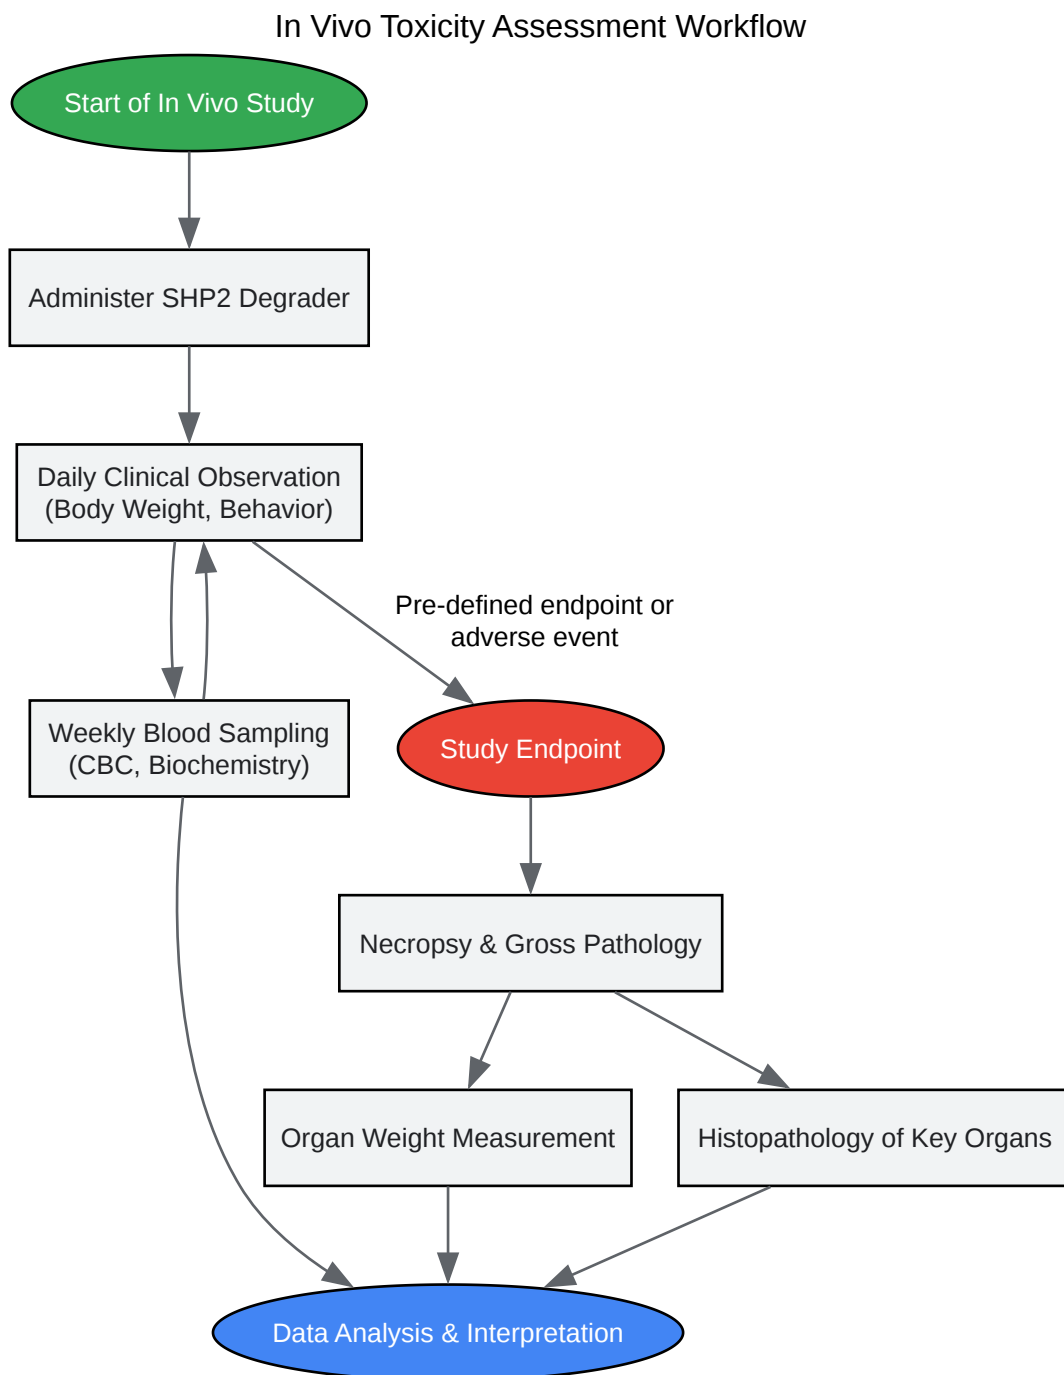 In Vivo Toxicity Assessment Workflow
Start of In Vivo Study
Administer SHP2 Degrader
Daily Clinical Observation
(Body Weight, Behavior)
Pre-defined endpoint or
adverse event
Weekly Blood Sampling
(CBC, Biochemistry)
Study Endpoint
Necropsy & Gross Pathology
Organ Weight Measurement
Histopathology of Key Organs
Data Analysis & Interpretation